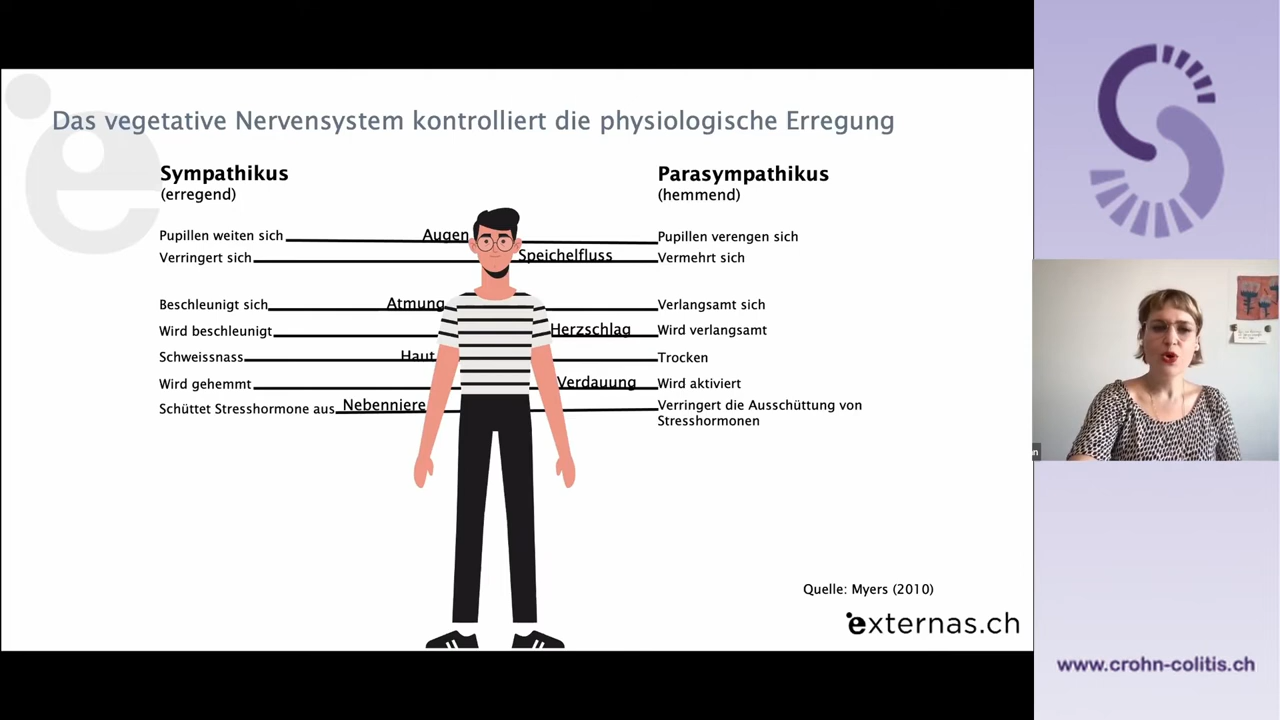 Das vegetative Nervensystem kontrolliert die physiologische Erregung
Sympathikus
(erregend)
Parasympathikus
(hemmend)
Pupillen weiten sich
Augen
Pupillen verengen sich
Verringert sich
Speichelfluss
Vermehrt sich
Beschleunigt sich
Atmung
Verlangsamt sich
Wird beschleunigt
Herzschlag
Wird verlangsamt
Schweissnass
Haut
Trocken
Wird gehemmt
Verdauung
Wird aktiviert
Schüttet Stresshormone aus
Nebenniere
Verringert die Ausschüttung von
Stresshormonen
Quelle: Myers (2010)
externas.ch
www.crohn-colitis.ch